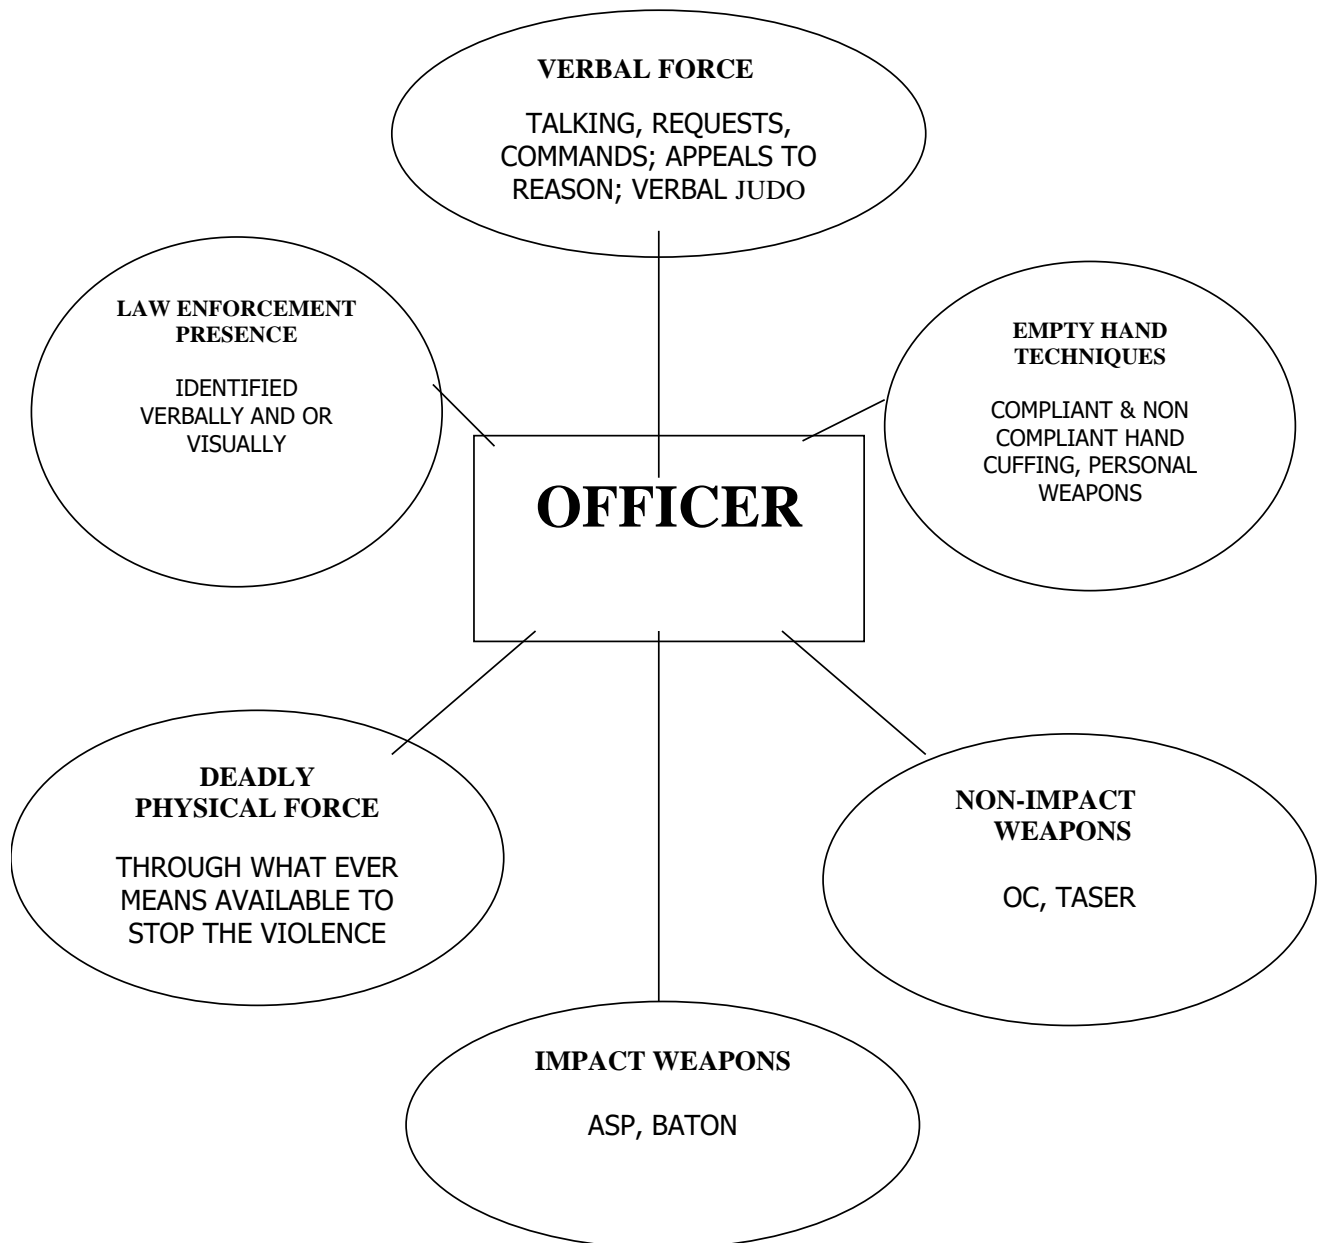 VERBAL FORCE
TALKING, REQUESTS,
COMMANDS; APPEALS TO
REASON; VERBAL JUDO
LAW ENFORCEMENT
PRESENCE
IDENTIFIED
VERBALLY AND OR
VISUALLY
EMPTY HAND
TECHNIQUES
COMPLIANT & NON
COMPLIANT HAND
CUFFING, PERSONAL
WEAPONS
OFFICER
DEADLY
PHYSICAL FORCE
THROUGH WHAT EVER
MEANS AVAILABLE TO
STOP THE VIOLENCE
NON-IMPACT
WEAPONS
OC, TASER
IMPACT WEAPONS
ASP, BATON